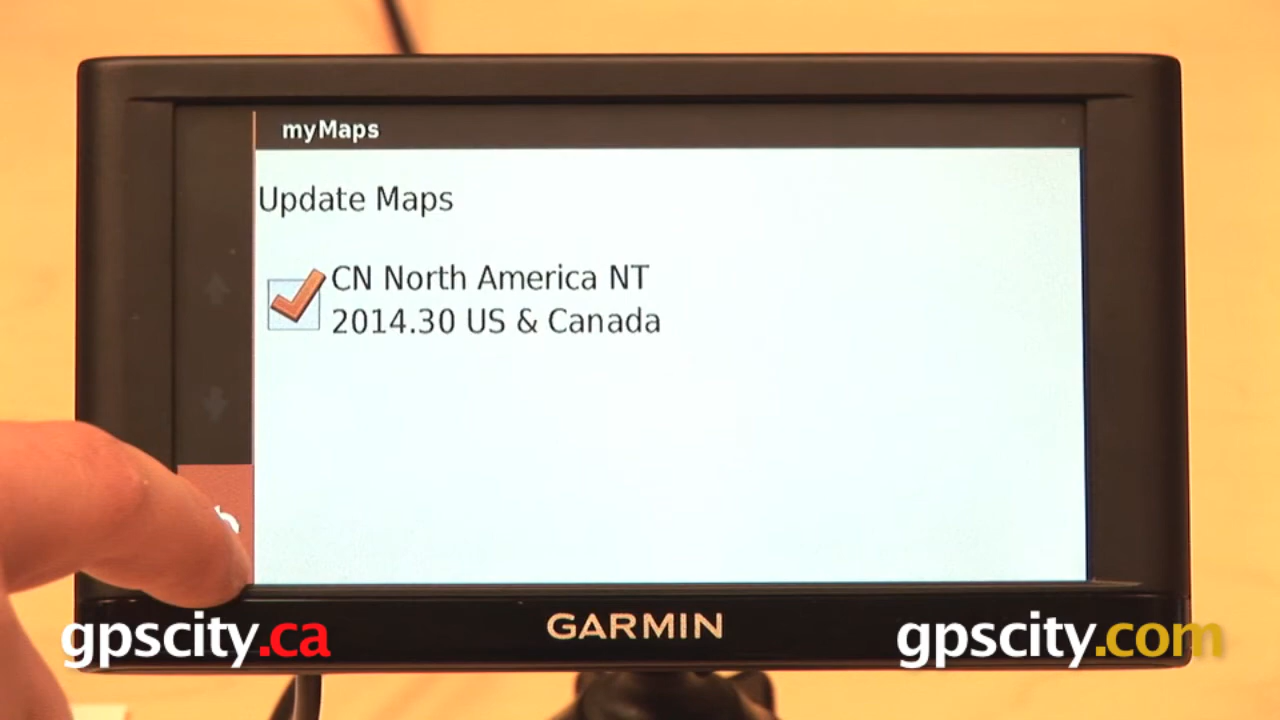 myMaps
Update Maps
CN North America NT
2014.30 US & Canada
GARMIN
gpscity.ca
gpscity.com